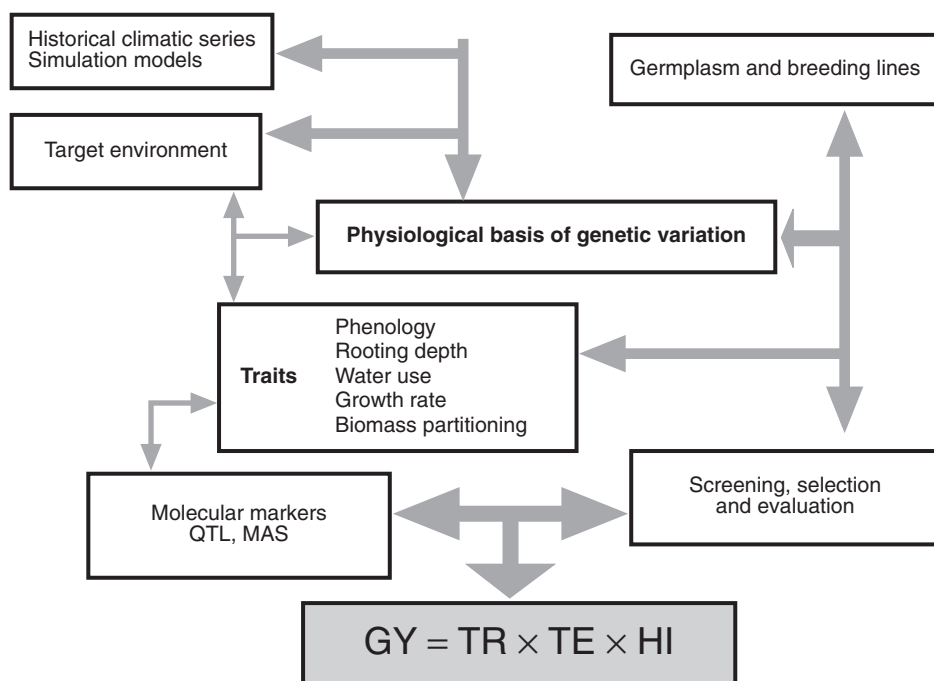 Historical climatic series
Simulation models
Germplasm and breeding lines
Target environment
Physiological basis of genetic variation
Traits
Phenology
Rooting depth
Water use
Growth rate
Biomass partitioning
Molecular markers
QTL, MAS
Screening, selection
and evaluation
GY = TR × TE × HI